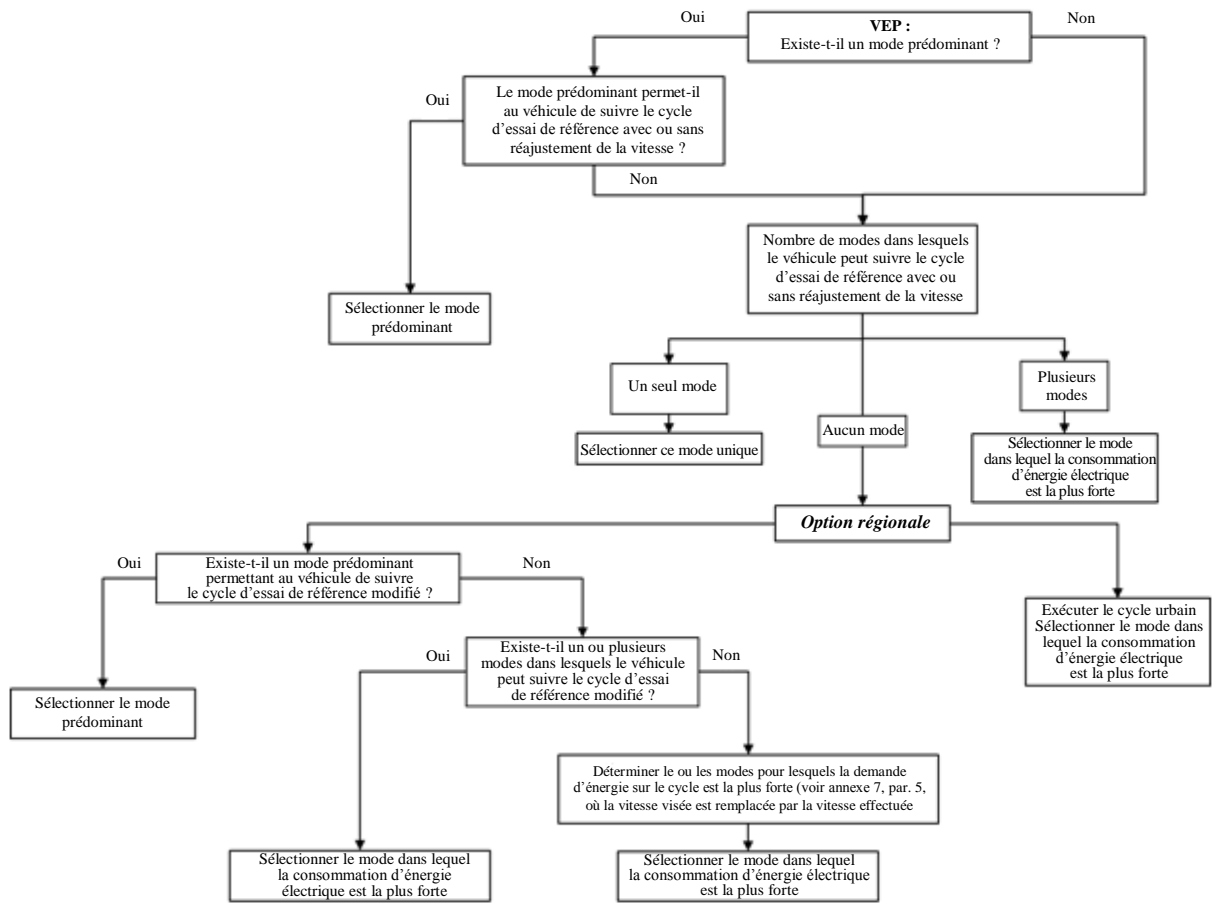 Oui
VEP :
Existe-t-il un mode prédominant ?
Non
Oui
Le mode prédominant permet-il
au véhicule de suivre le cycle
d'essai de référence avec ou sans
réajustement de la vitesse ?
Non
Nombre de modes dans lesquels
le véhicule peut suivre le cycle
d'essai de référence avec ou
sans réajustement de la vitesse
Sélectionner le mode
prédominant
Un seul mode
Plusieurs
modes
Aucun mode
Sélectionner ce mode unique
Sélectionner le mode
dans lequel la consommation
d'énergie électrique
est la plus forte
Option régionale
Oui
Existe-t-il un mode prédominant
permettant au véhicule de suivre
le cycle d'essai de référence modifié ?
Non
Exécuter le cycle urbain
Sélectionner le mode dans
lequel la consommation
d'énergie électrique
est la plus forte
Oui
Existe-t-il un ou plusieurs
modes dans lesquels le véhicule
peut suivre le cycle d'essai
de référence modifié ?
Non
Sélectionner le mode
prédominant
Déterminer le ou les modes pour lesquels la demande
d'énergie sur le cycle est la plus forte (voir annexe 7, par. 5,
où la vitesse visée est remplacée par la vitesse effectuée
Sélectionner le mode dans lequel
la consommation d'énergie
électrique est la plus forte
Sélectionner le mode dans lequel
la consommation d'énergie électrique
est la plus forte